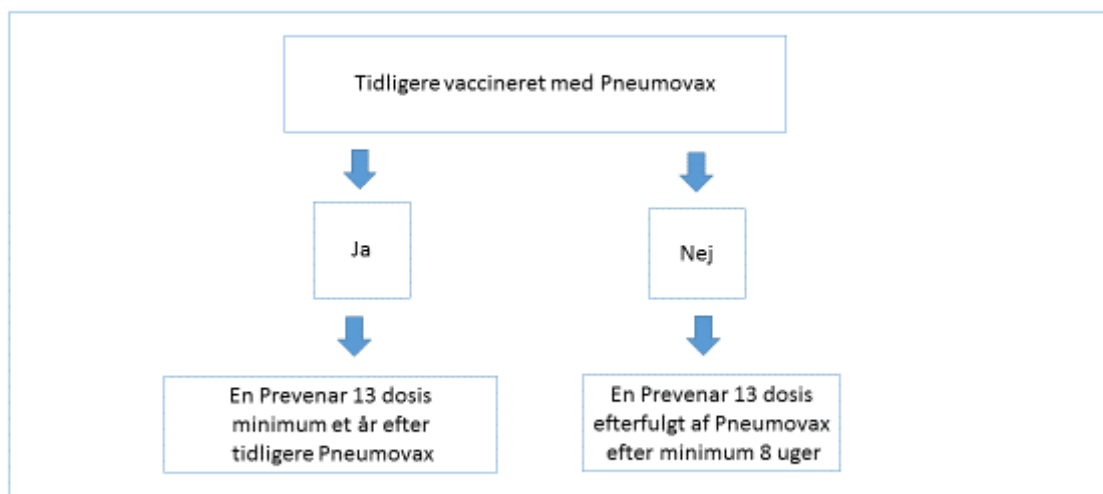 Tidligere vaccineret med Pneumovax
Ja
Nej
En Prevenar 13 dosis
minimum et år efter
tidligere Pneumovax
En Prevenar 13 dosis
efterfulgt af Pneumovax
efter minimum 8 uger